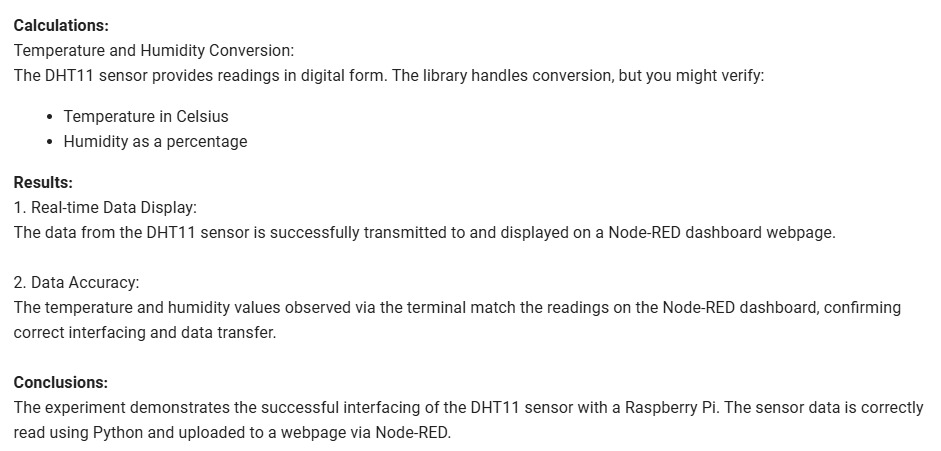 Calculations:
Temperature and Humidity Conversion:
The DHT11 sensor provides readings in digital form. The library handles conversion, but you might verify:
• Temperature in Celsius
• Humidity as a percentage
Results:
1. Real-time Data Display:
The data from the DHT11 sensor is successfully transmitted to and displayed on a Node-RED dashboard webpage.
2. Data Accuracy:
The temperature and humidity values observed via the terminal match the readings on the Node-RED dashboard, confirming
correct interfacing and data transfer.
Conclusions:
The experiment demonstrates the successful interfacing of the DHT11 sensor with a Raspberry Pi. The sensor data is correctly
read using Python and uploaded to a webpage via Node-RED.